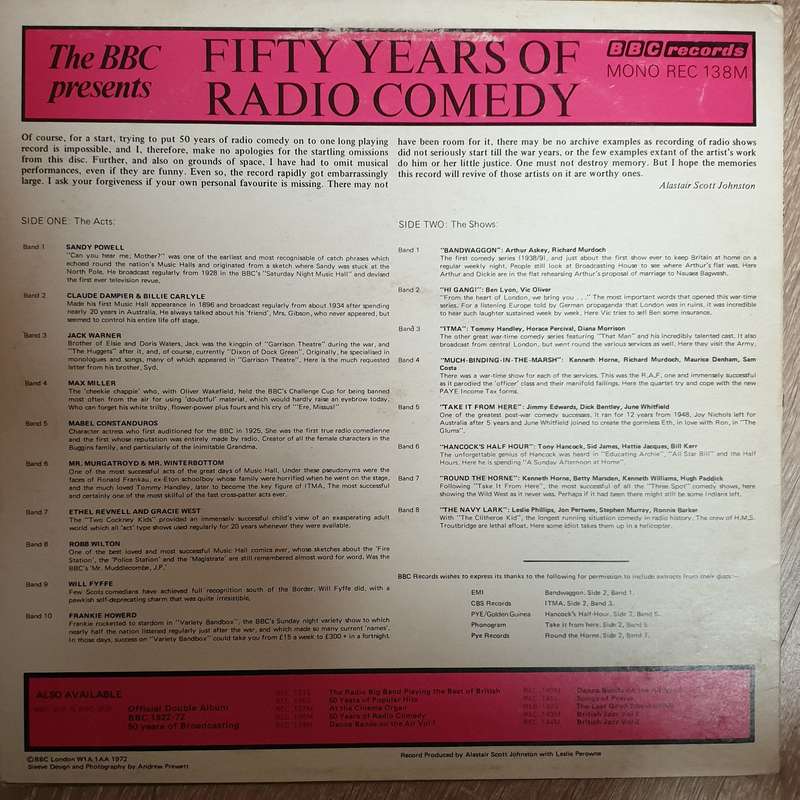 The BBC
presents
FIFTY YEARS OF
RADIO COMEDY
BBC records
MONO REC 138M
Of course, for a start, trying to put 50 years of radio comedy on to one long playing
record is impossible, and I, therefore, make no apologies for the startling omissions
from this disc. Further, and also on grounds of space, I have had to omit musical
performances, even if they are funny. Even so, the record rapidly got embarrassingly
large. I ask your forgiveness if your own personal favourite is missing. There may not
have been room for it, there may be no archive examples as recording of radio shows
did not seriously start till the war years, or the few examples extant of the artist's work
do him or her little justice. One must not destroy memory. But I hope the memories
this record will revive of those artists on it are worthy ones.
Alastair Scott Johnston
SIDE ONE: The Acts:
Band 1 SANDY POWELL
"Can you hear me, Mother?" was one of the earliest and most recognisable of catch phrases which
echoed round the nation's Music Halls and originated from a sketch where Sandy was stuck at the
North Pole. He broadcast regularly from 1928 in the BBC's "Saturday Night Music Hall" and devised
the first ever television revue.
Band 2 CLAUDE DAMPIER & BILLIE CARLYLE
Made his first Music Hall appearance in 1896 and broadcast regularly from about 1934 after spending
nearly 20 years in Australia. He always talked about his 'friend', Mrs. Gibson, who never appeared, but
seemed to control his entire life off stage.
Band 3 JACK WARNER
Brother of Elsie and Doris Waters, Jack was the kingpin of "Garrison Theatre" during the war, and
"The Huggets" after it, and, of course, currently "Dixon of Dock Green". Originally, he specialised in
monologues and songs, many of which appeared in "Garrison Theatre". Here is the much requested
letter from his brother, Syd.
Band 4 MAX MILLER
The 'cheekie chappie' who, with Oliver Wakefield, held the BBC's Challenge Cup for being banned
most often from the air for using 'doubtful' material, which would hardly raise an eyebrow today.
Who can forget his white trilby, flower-power plus fours and his cry of "Ere, Missus!"
Band 5 MABEL CONSTANDUROS
Character actress who first auditioned for the BBC in 1925. She was the first true radio comedienne
and the first whose reputation was entirely made by radio. Creator of all the female characters in the
Buggins family, and particularly of the inimitable Grandma.
Band 6 MR. MURGATROYD & MR. WINTERBOTTOM
One of the most successful acts of the great days of Music Hall. Under these pseudonyms were the
faces of Ronald Frankau, ex Eton schoolboy whose family were horrified when he went on the stage,
and the much loved Tommy Handley, later to become the key figure of ITMA. The most successful
and certainly one of the most skilful of the fast cross-patter acts ever.
Band 7 ETHEL REVNELL AND GRACIE WEST
The "Two Cockney Kids" provided an immensely successful child's view of an exasperating adult
world which all 'act' type shows used regularly for 20 years whenever they were available.
Band 8 ROBB WILTON
One of the best loved and most successful Music Hall comics ever, whose sketches about the 'Fire
Station', the 'Police Station' and the 'Magistrate' are still remembered almost word for word. Was the
BBC's 'Mr. Muddlecombe, J.P.'
Band 9 WILL FYFFE
Few Scots comedians have achieved full recognition south of the Border. Will Fyffe did, with a
pawkish self-deprecating charm that was quite irresistible.
Band 10 FRANKIE HOWERD
Frankie rocketed to stardom in "Variety Bandbox", the BBC's Sunday night variety show to which
nearly half the nation listened regularly just after the war, and which made so many current 'names'.
In those days, success on "Variety Bandbox" could take you from £15 a week to £300 + in a fortnight.
SIDE TWO: The Shows:
Band 1 "BANDWAGGON": Arthur Askey, Richard Murdoch
The first comedy series (1938/9), and just about the first show ever to keep Britain at home on a
regular weekly night. People still look at Broadcasting House to see where Arthur's flat was. Here
Arthur and Dickie are in the flat rehearsing Arthur's proposal of marriage to Nausea Bagwash.
Band 2 "HI GANG!": Ben Lyon, Vic Oliver
"From the heart of London, we bring you . . ." The most important words that opened this war-time
series. For a listening Europe told by German propaganda that London was in ruins, it was incredible
to hear such laughter sustained week by week. Here Vic tries to sell Ben some insurance.
Band 3 "ITMA": Tommy Handley, Horace Percival, Diana Morrison
The other great war-time comedy series featuring "That Man" and his incredibly talented cast. It also
broadcast from central London, but went round the various services as well. Here they visit the Army.
Band 4 "MUCH-BINDING-IN-THE-MARSH": Kenneth Horne, Richard Murdoch, Maurice Denham, Sam
Costa
There was a war-time show for each of the services. This was the R.A.F. one and immensely successful
as it parodied the 'officer' class and their manifold failings. Here the quartet try and cope with the new
PAYE Income Tax forms.
Band 5 "TAKE IT FROM HERE": Jimmy Edwards, Dick Bentley, June Whitfield
One of the greatest post-war comedy successes. It ran for 12 years from 1948. Joy Nichols left for
Australia after 5 years and June Whitfield joined to create the gormless Eth, in love with Ron, in "The
Glums".
Band 6 "HANCOCK'S HALF HOUR": Tony Hancock, Sid James, Hattie Jacques, Bill Kerr
The unforgettable genius of Hancock was heard in "Educating Archie", "All Star Bill" and the Half
Hours. Here he is spending "A Sunday Afternoon at Home".
Band 7 "ROUND THE HORNE": Kenneth Horne, Betty Marsden, Kenneth Williams, Hugh Paddick
Following "Take It From Here", the most successful of all the "Three Spot" comedy shows, here
showing the Wild West as it never was. Perhaps if it had been there might still be some Indians left.
Band 8 "THE NAVY LARK": Leslie Phillips, Jon Pertwee, Stephen Murray, Ronnie Barker
With "The Clitheroe Kid", the longest running situation comedy in radio history. The crew of H.M.S.
Troutbridge are lethal afloat. Here some idiot takes them up in a helicopter.
BBC Records wishes to express its thanks to the following for permission to include extracts from their discs:—
EMI Bandwaggon, Side 2, Band 1.
CBS Records ITMA, Side 2, Band 3.
PYE/Golden Guinea Hancock's Half-Hour, Side 2, Band 6.
Phonogram Take it from here, Side 2, Band 5.
Pye Records Round the Horne, Side 2, Band 7.
ALSO AVAILABLE
Official Double Album
BBC 1922-72
50 years of Broadcasting
The Radio Big Band Playing the Best of British
50 Years of Popular Hits
At the Cinema Organ
50 Years of Radio Comedy
Dance Bands on the Air Vol 1
Dance Bands on the Air Vol 2
Songs of Praise
British Jazz Vol 1
British Jazz Vol 2
©BBC London W1A 1AA 1972
Sleeve Design and Photography by Andrew Prewett
Record Produced by Alastair Scott Johnston with Leslie Perowne